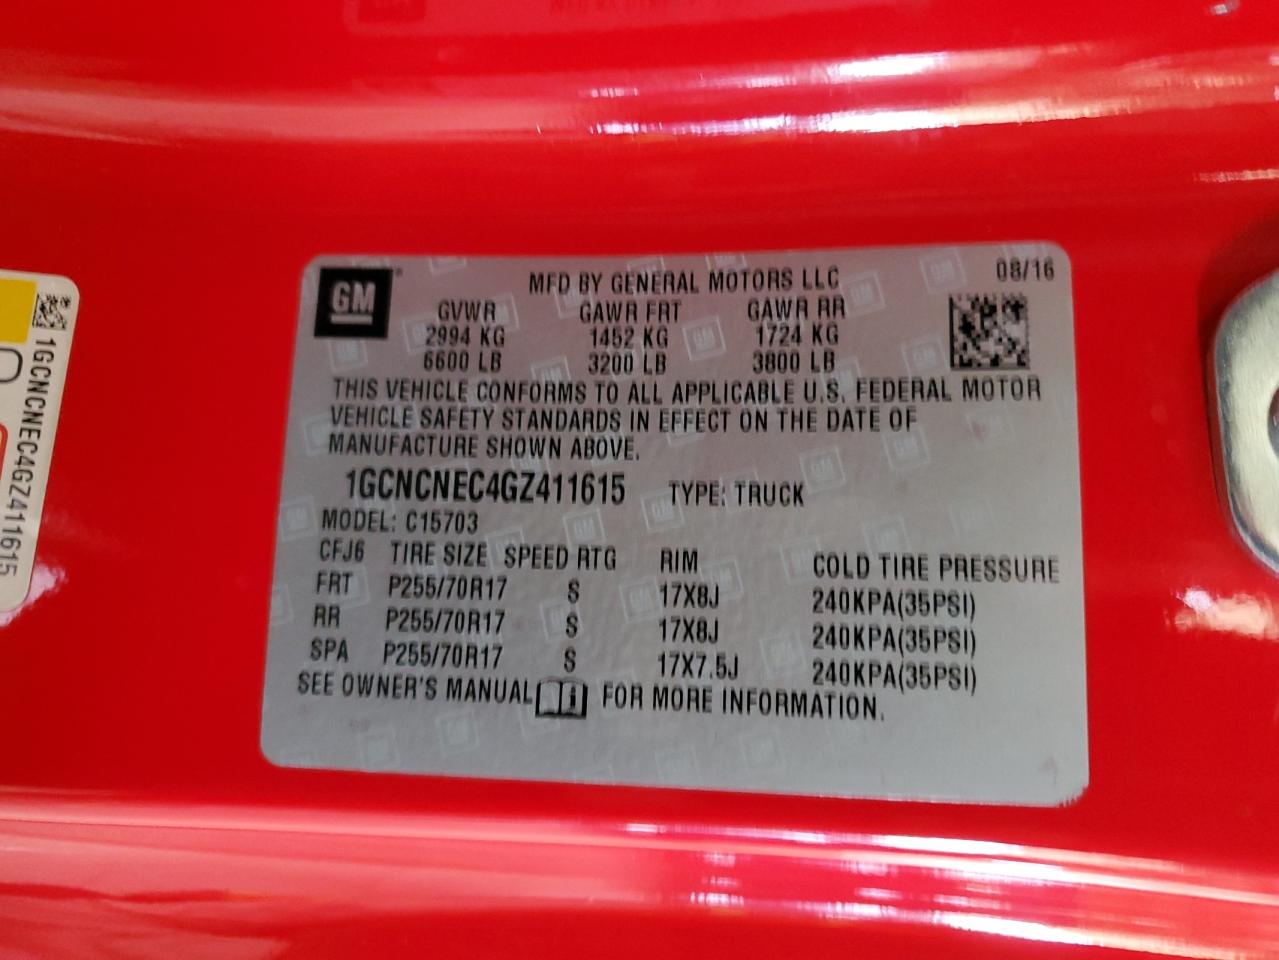 GM
MFD BY GENERAL MOTORS LLC 08/16
GVWR GAWR FRT GAWR RR
2994 KG 1452 KG 1724 KG
6600 LB 3200 LB 3800 LB
THIS VEHICLE CONFORMS TO ALL APPLICABLE U.S. FEDERAL MOTOR
VEHICLE SAFETY STANDARDS IN EFFECT ON THE DATE OF
MANUFACTURE SHOWN ABOVE.
1GCNCNEC4GZ411615 TYPE: TRUCK
MODEL: C15703
CFJ6 TIRE SIZE SPEED RTG RIM COLD TIRE PRESSURE
FRT P255/70R17 S 17X8J 240KPA(35PSI)
RR P255/70R17 S 17X8J 240KPA(35PSI)
SPA P255/70R17 S 17X7.5J 240KPA(35PSI)
SEE OWNER'S MANUAL FOR MORE INFORMATION.
1GCNCNEC4GZ411615